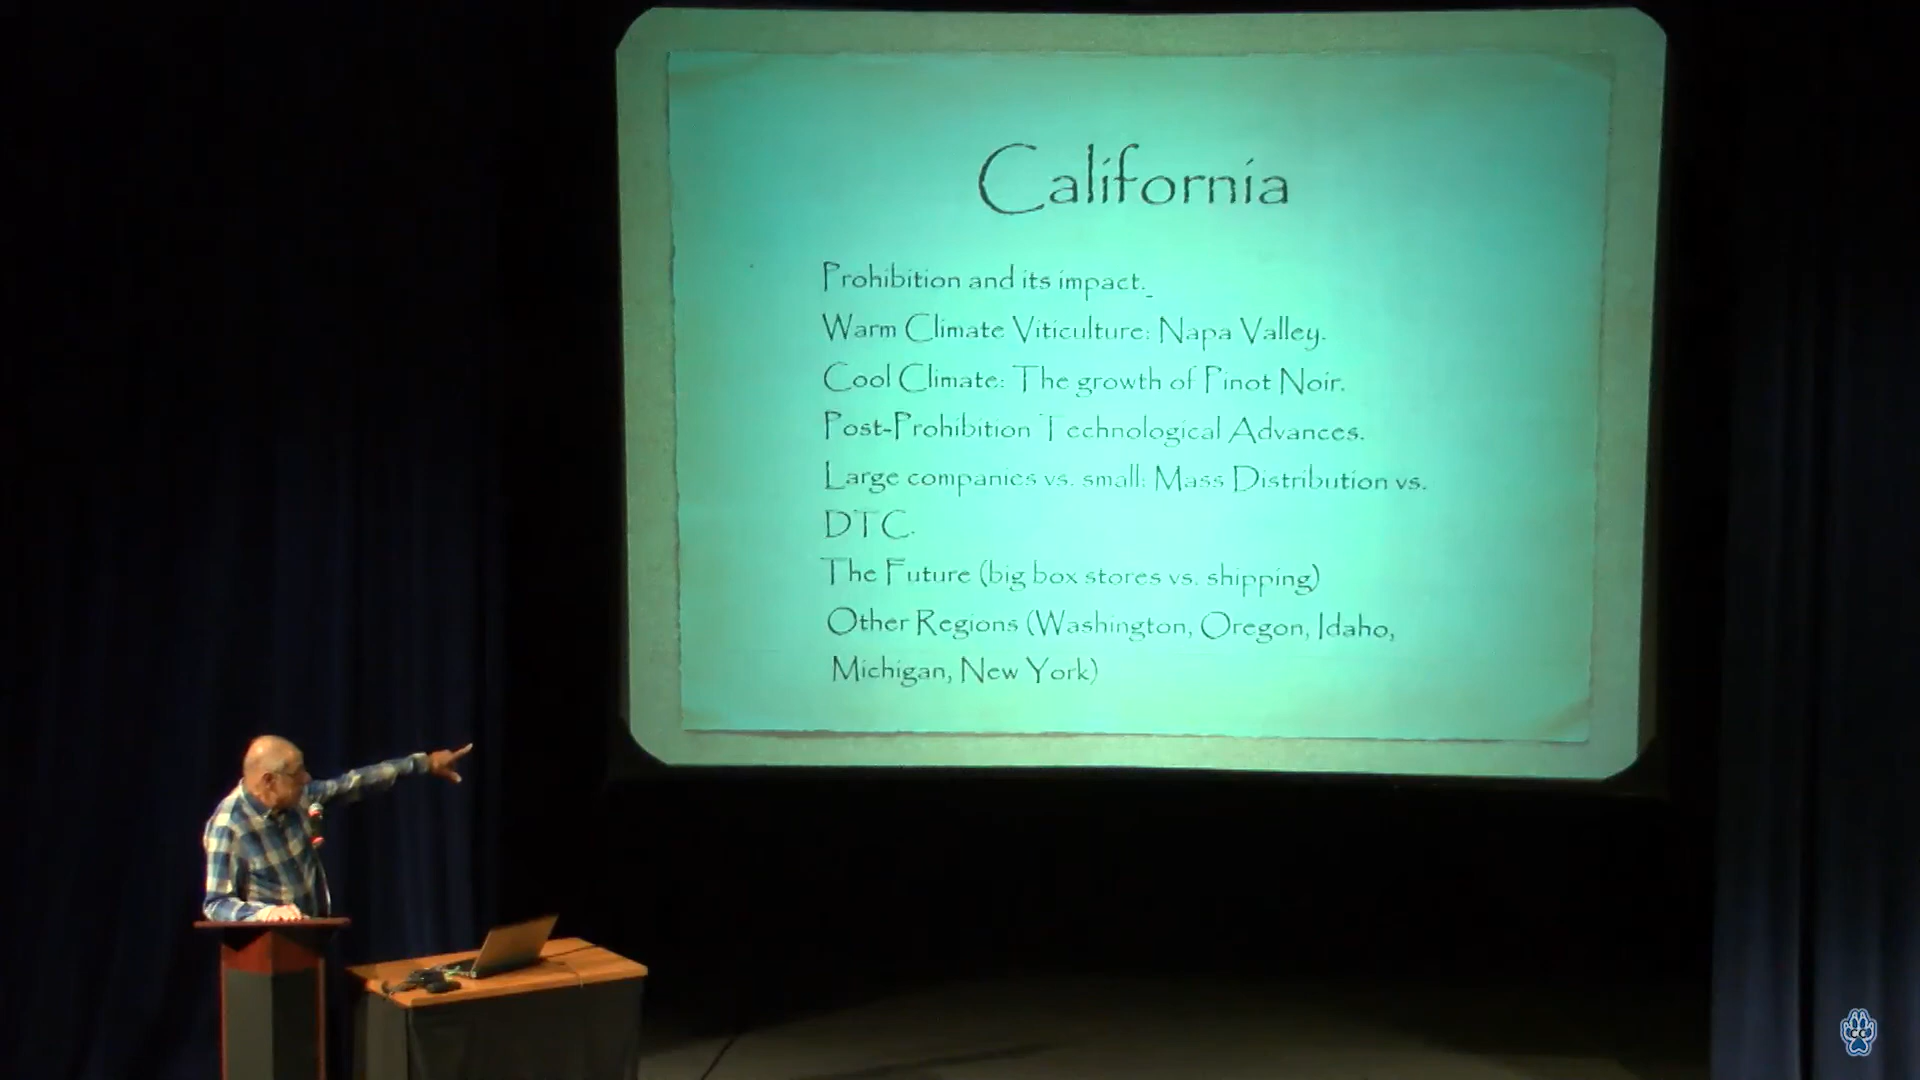 California
Prohibition and its impact.
Warm Climate Viticulture: Napa Valley.
Cool Climate: The growth of Pinot Noir.
Post-Prohibition Technological Advances.
Large companies vs. small: Mass Distribution vs.
DTC.
The Future (big box stores vs. shipping)
Other Regions (Washington, Oregon, Idaho,
Michigan, New York)
CC